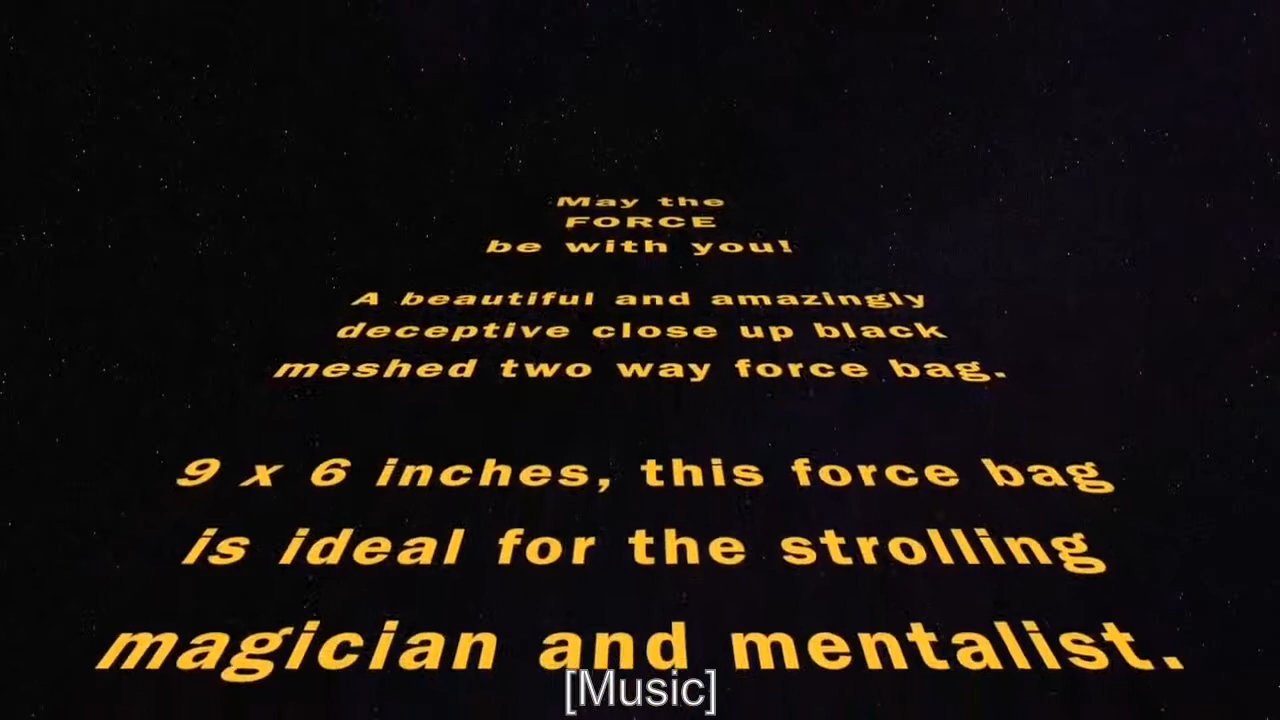 May the
FORCE
be with you!
A beautiful and amazingly
deceptive close up black
meshed two way force bag.
9 x 6 inches, this force bag
is ideal for the strolling
magician and mentalist.
[Music]